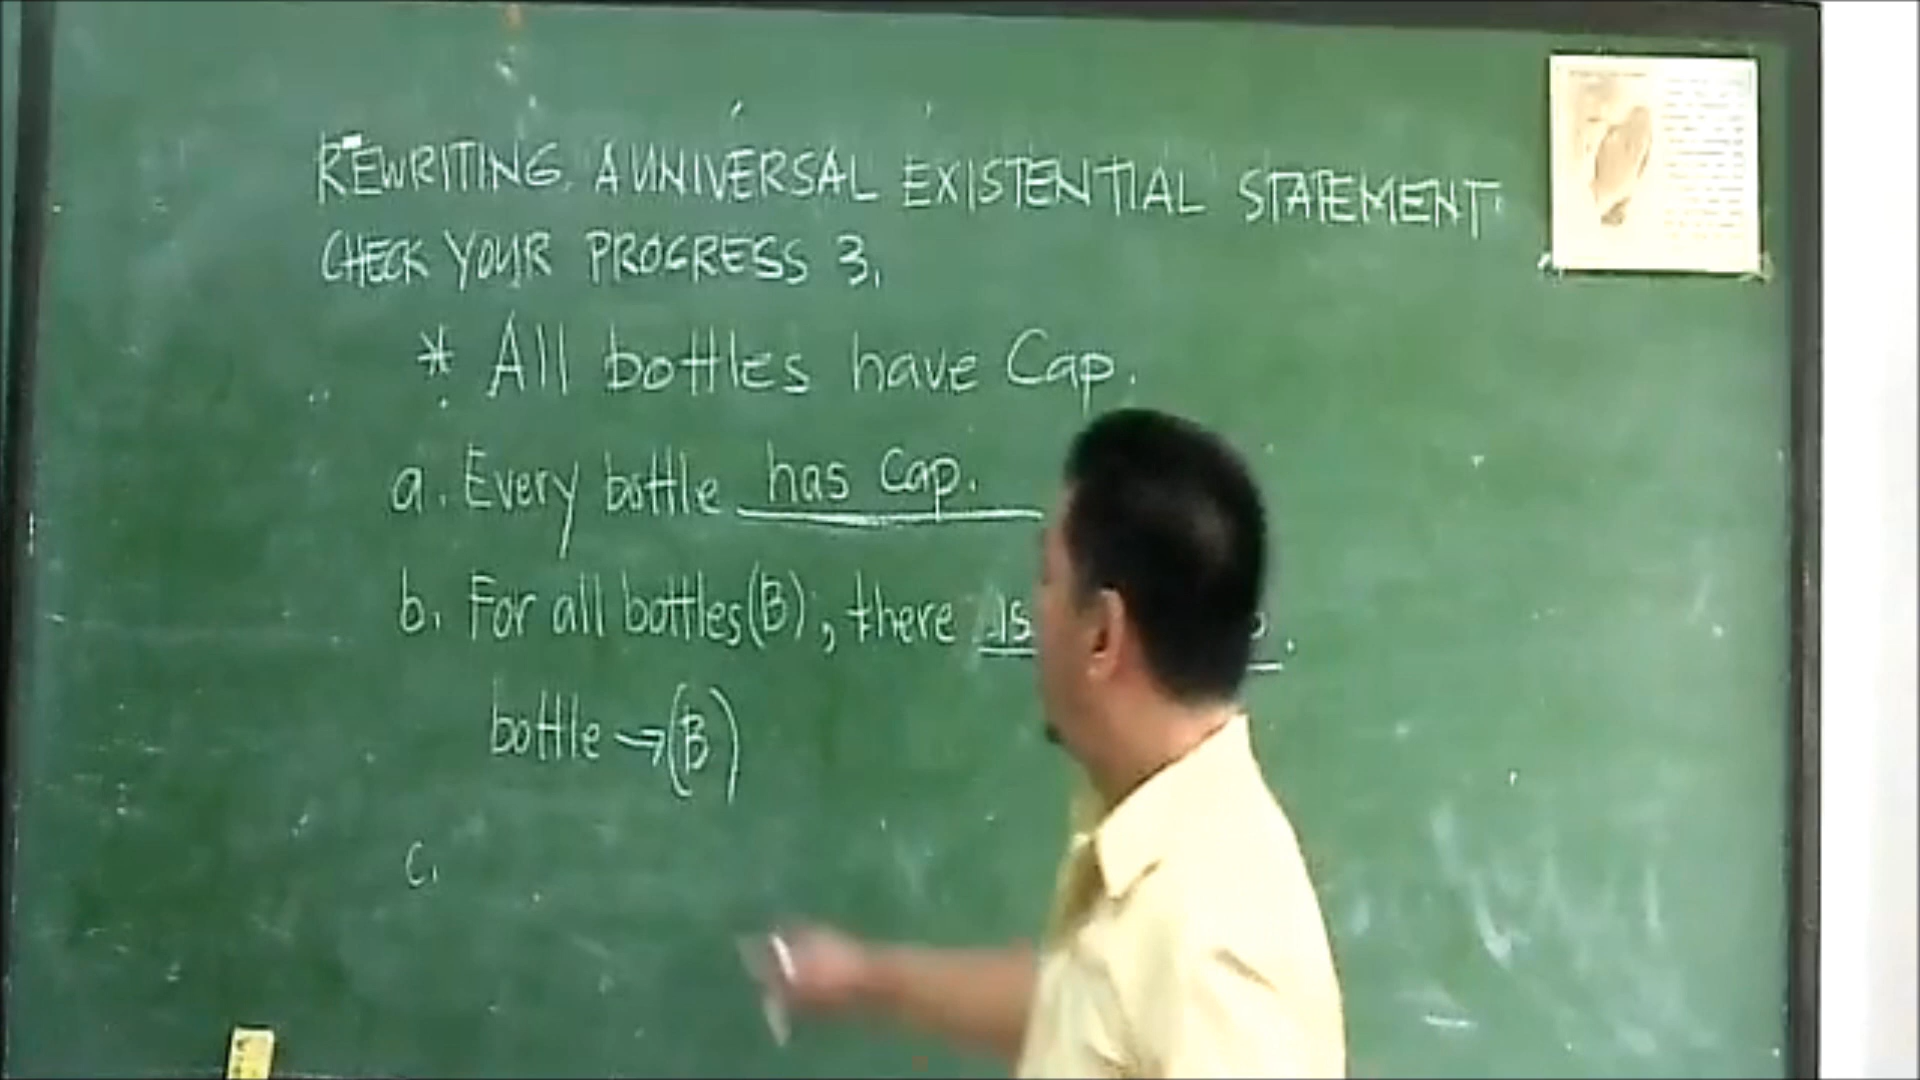 REWRITING A UNIVERSAL EXISTENTIAL STATEMENT
CHECK YOUR PROGRESS 3.
* All bottles have Cap.
a. Every bottle has Cap.
b. For all bottles (B), there is
bottle → (B)
c.